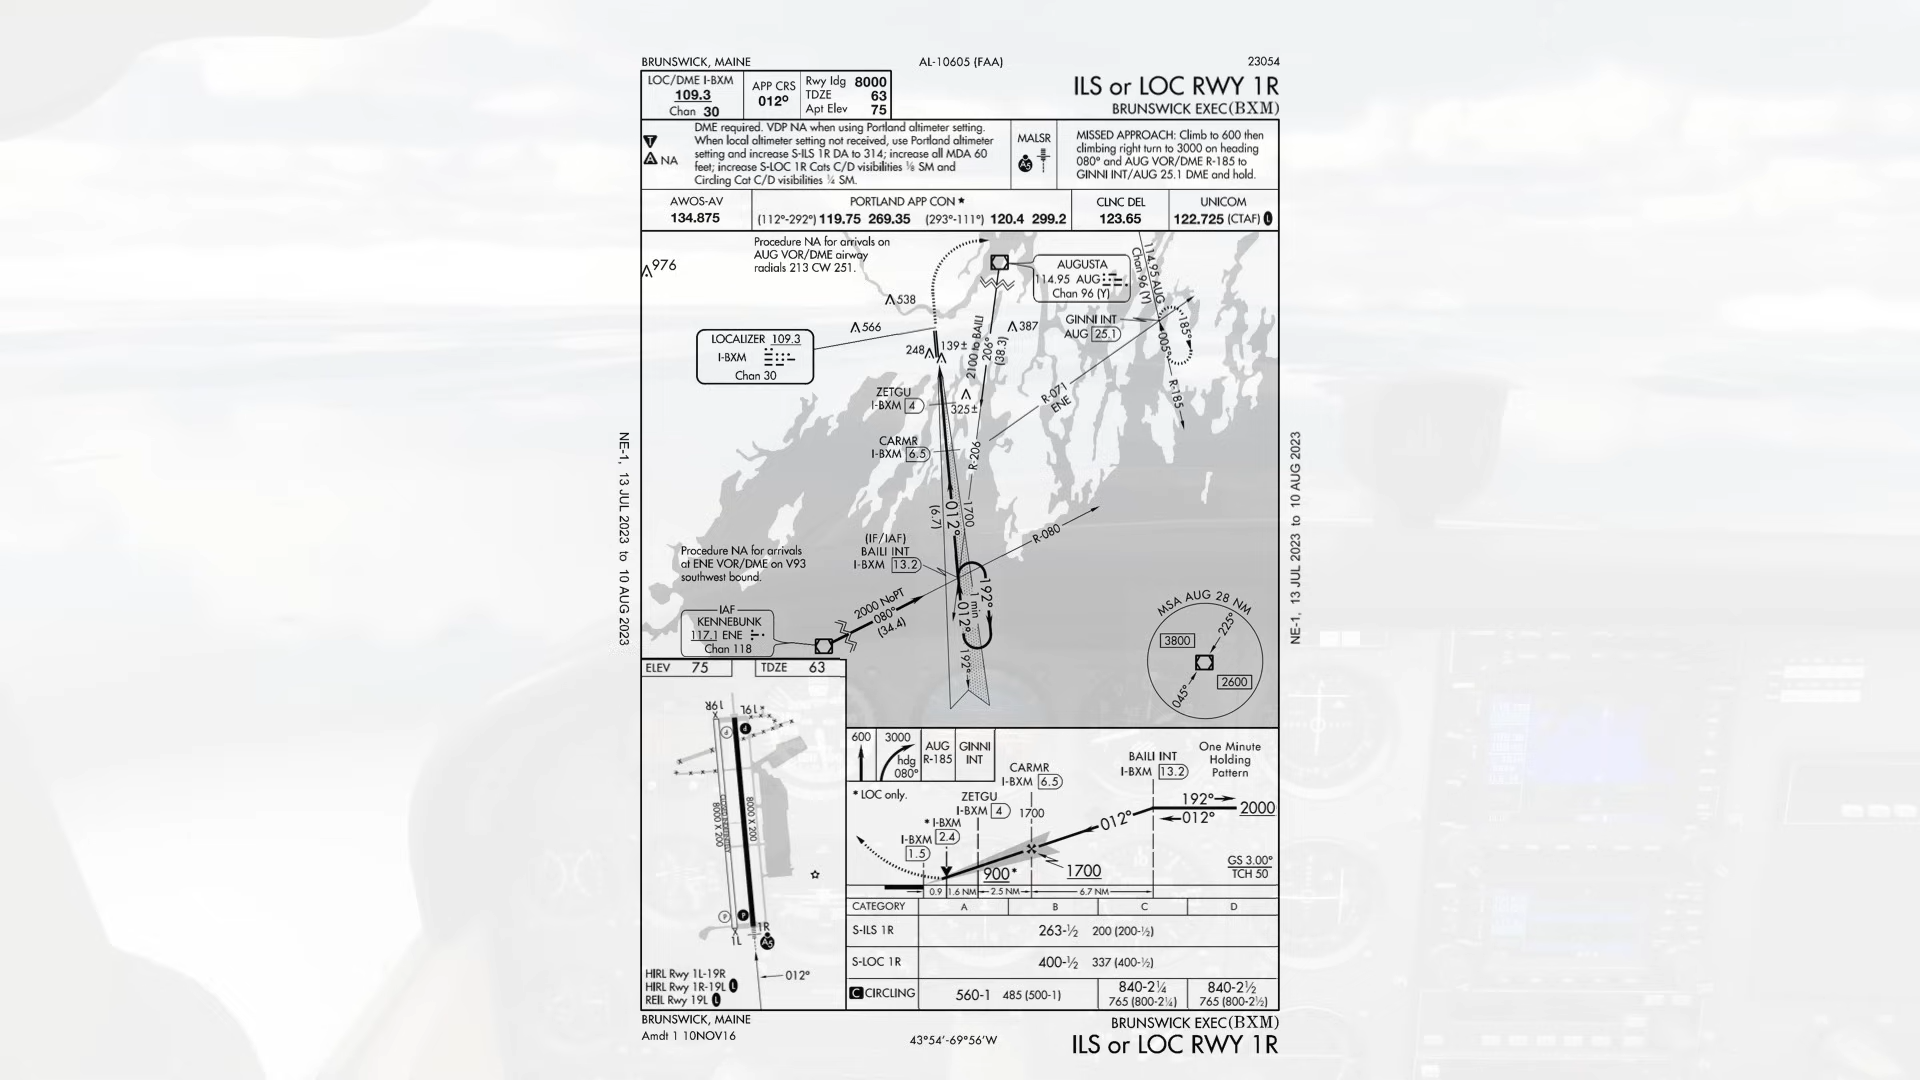 BRUNSWICK, MAINE
AL-10605 (FAA)
23054
LOC/DME I-BXM
109.3
Chan 30
APP CRS
012°
Rwy ldg 8000
TDZE 63
Apt Elev 75
ILS or LOC RWY 1R
BRUNSWICK EXEC(BXM)
T
A NA
DME required. VDP NA when using Portland altimeter setting.
When local altimeter setting not received, use Portland altimeter
setting and increase S-ILS 1R DA to 314; increase all MDA 60
feet; increase S-LOC 1R Cats C/D visibilities ⅛ SM and
Circling Cat C/D visibilities ¼ SM.
MALSR
A5
MISSED APPROACH: Climb to 600 then
climbing right turn to 3000 on heading
080° and AUG VOR/DME R-185 to
GINNI INT/AUG 25.1 DME and hold.
AWOS-AV
134.875
PORTLAND APP CON ★
(112°-292°) 119.75 269.35 (293°-111°) 120.4 299.2
CLNC DEL
123.65
UNICOM
122.725 (CTAF) L
976
Procedure NA for arrivals on
AUG VOR/DME airway
radials 213 CW 251.
538
566
AUGUSTA
114.95 AUG
Chan 96 (Y)
114.95 AUG
Chan 96 (Y)
GINNI INT
AUG 25.1
387
185°
005°
R-185
LOCALIZER 109.3
I-BXM
Chan 30
248
139±
2100 to BAILI
206°
(38.3)
ZETGU
I-BXM 4
325±
R-071
ENE
CARMR
I-BXM 6.5
R-206
012°
(6.7)
1700
R-080
(IF/IAF)
BAILI INT
I-BXM 13.2
Procedure NA for arrivals
at ENE VOR/DME on V93
southwest bound.
192°
1 min
012°
192°
2000 NoPT
080°
(34.4)
IAF
KENNEBUNK
117.1 ENE
Chan 118
MSA AUG 28 NM
225°
3800
2600
045°
NE-1, 13 JUL 2023 to 10 AUG 2023
NE-1, 13 JUL 2023 to 10 AUG 2023
ELEV 75
TDZE 63
19R
19L
P
P
8000 X 200
8000 X 200
P
P
1L
1R
A5
012°
HIRL Rwy 1L-19R
HIRL Rwy 1R-19L L
REIL Rwy 19L L
600
3000
hdg
080°
AUG
R-185
GINNI
INT
* LOC only.
CARMR
I-BXM 6.5
BAILI INT
I-BXM 13.2
One Minute
Holding
Pattern
ZETGU
I-BXM 4
1700
* I-BXM
2.4
I-BXM
1.5
012°
192°
012°
2000
900*
1700
GS 3.00°
TCH 50
0.9 1.6 NM 2.5 NM 6.7 NM
CATEGORY A B C D
S-ILS 1R 263-½ 200 (200-½)
S-LOC 1R 400-½ 337 (400-½)
C CIRCLING 560-1 485 (500-1)
840-2¼
765 (800-2¼)
840-2½
765 (800-2½)
BRUNSWICK, MAINE
Amdt 1 10NOV16
43°54'-69°56'W
BRUNSWICK EXEC(BXM)
ILS or LOC RWY 1R